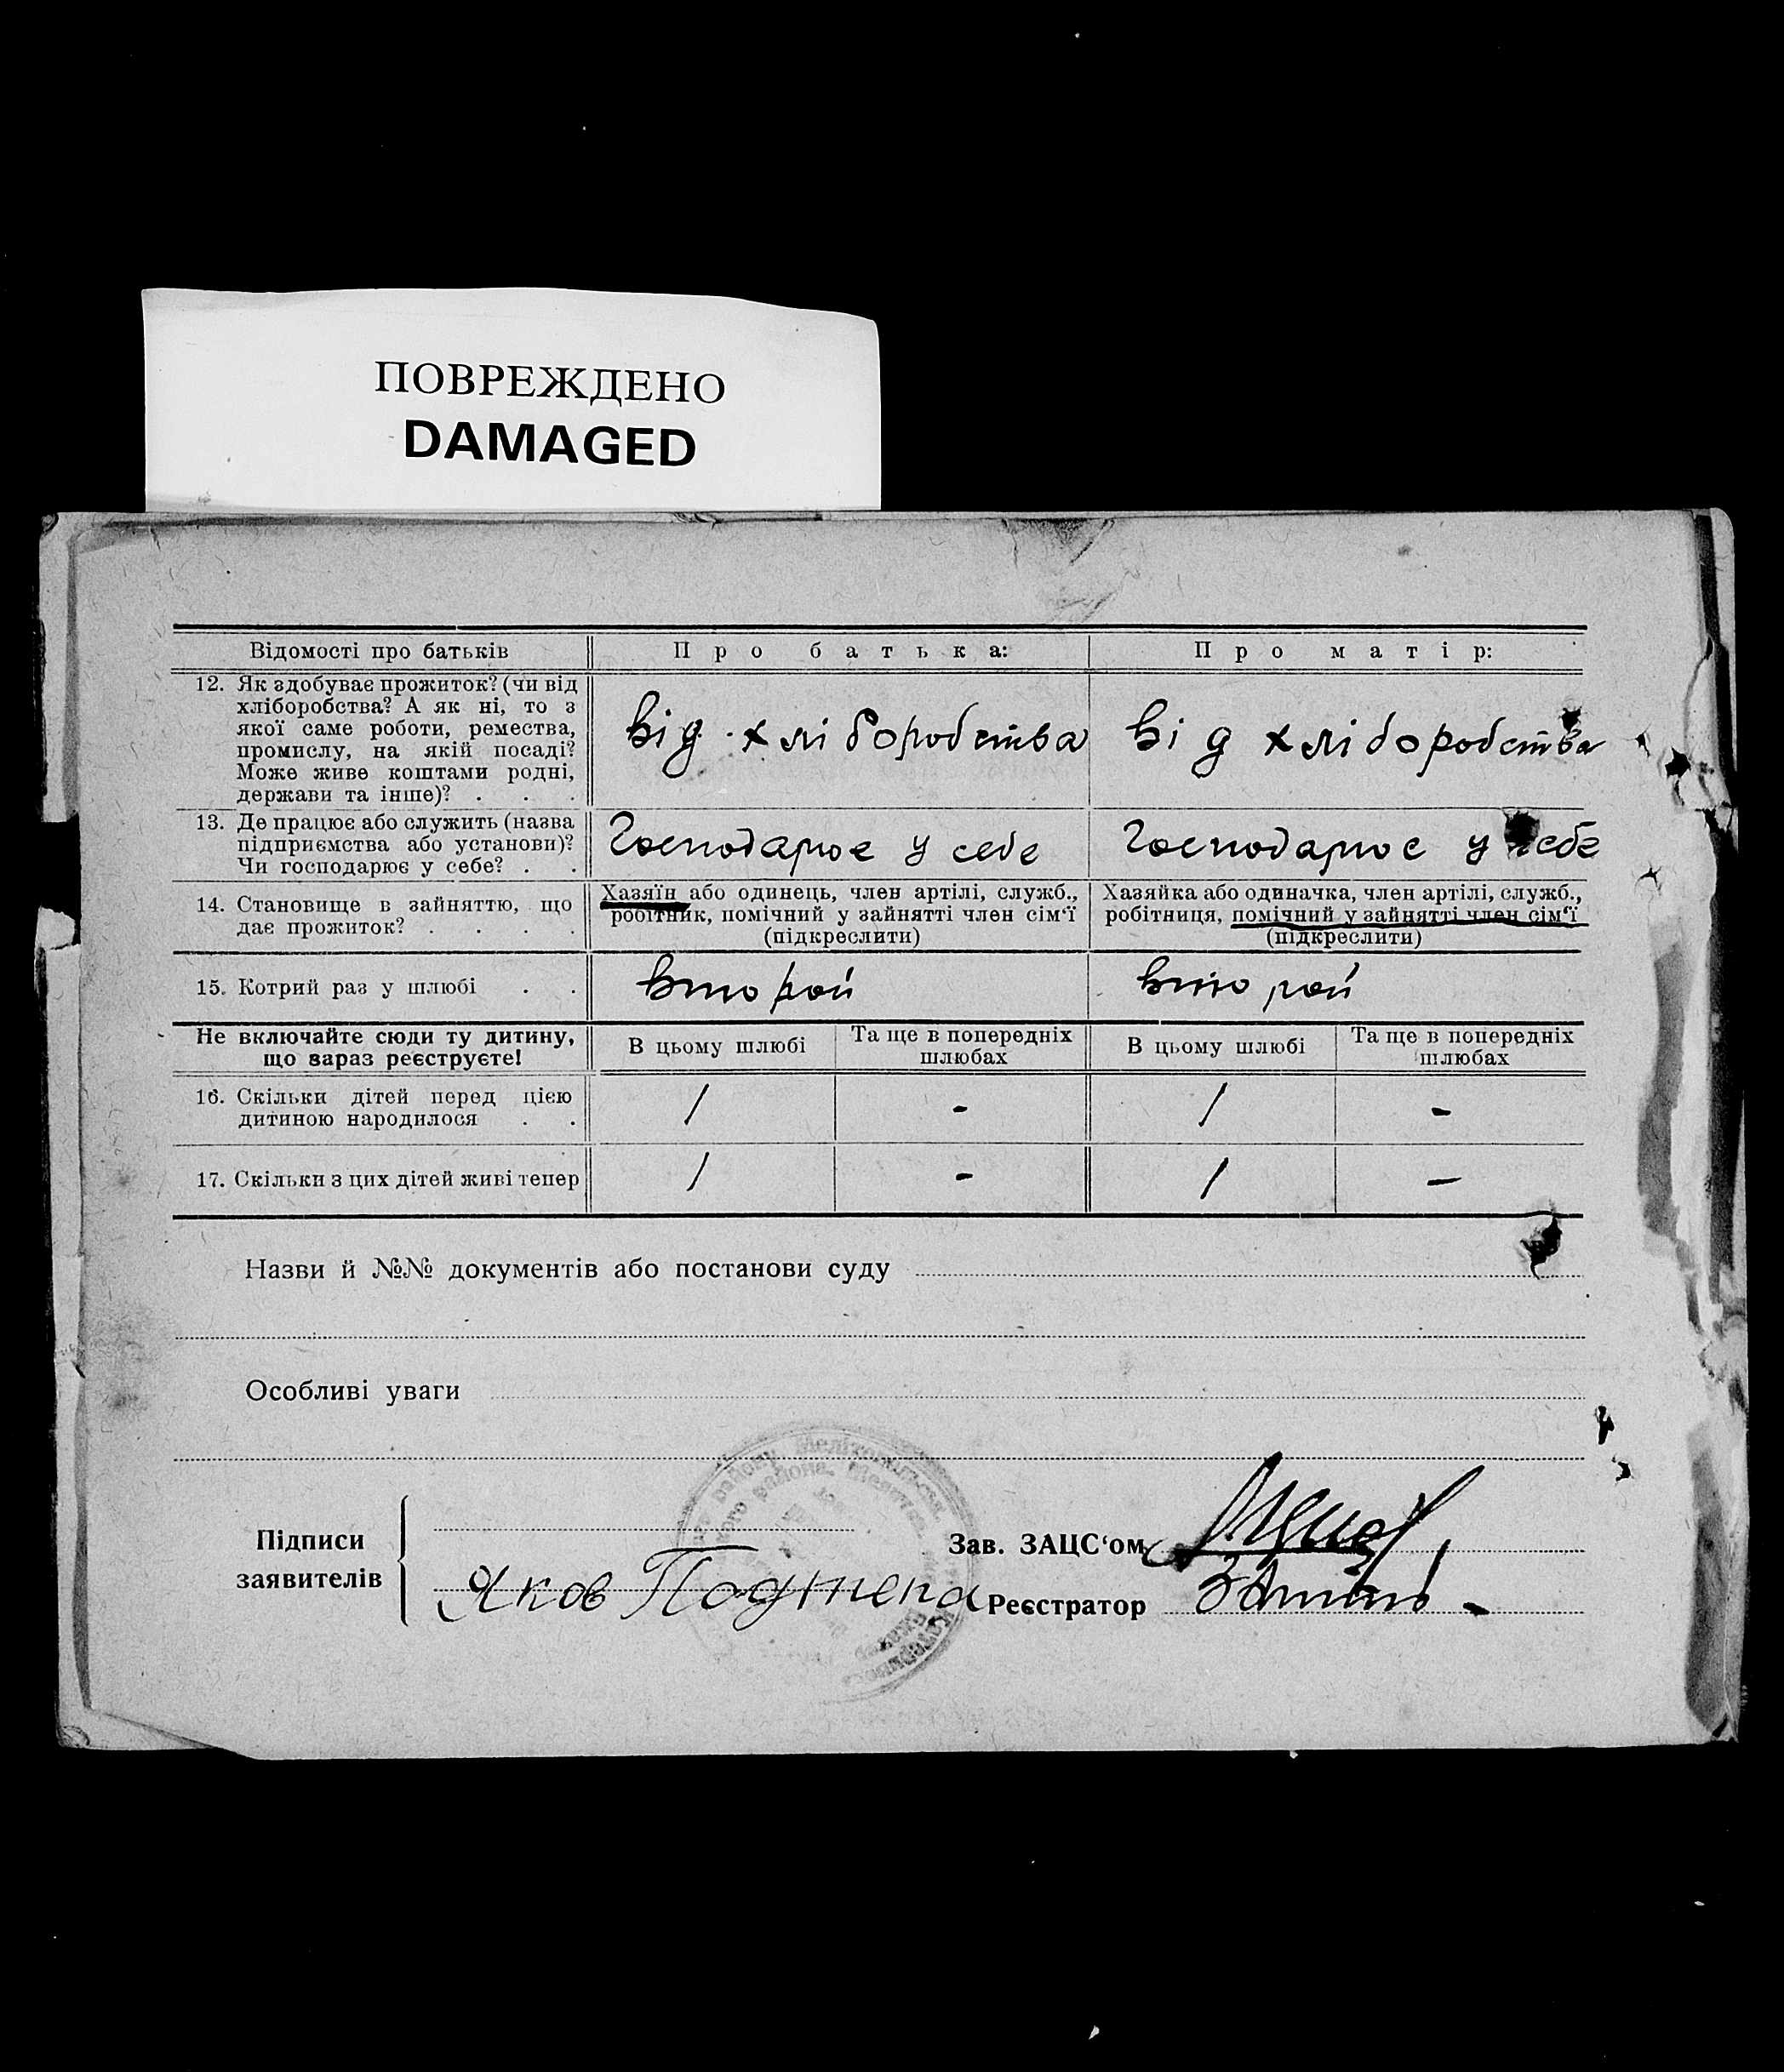 ПОВРЕЖДЕНО
DAMAGED
Відомості про батьків
Про батька:
Про матір:
12. Як здобуває прожиток? (чи від
хліборобства? А як ні, то з
якої саме роботи, ремества,
промислу, на якій посаді?
Може живе коштами родні,
держави та інше)? . . .
від хліборобства
від хліборобства
13. Де працює або служить (назва
підприємства або установи)?
Чи господарює у себе? . .
Господарює у себе
Господарює у себе
14. Становище в зайняттю, що
дає прожиток? . . . .
Хазяїн або одинець, член артілі, служб.,
робітник, помічний у зайнятті член сім‘ї
(підкреслити)
Хазяйка або одиначка, член артілі, служб.,
робітниця, помічний у зайнятті член сім‘ї
(підкреслити)
15. Котрий раз у шлюбі . .
второй
второй
Не включайте сюди ту дитину,
що зараз реєструєте!
В цьому шлюбі
Та ще в попередніх
шлюбах
В цьому шлюбі
Та ще в попередніх
шлюбах
16. Скільки дітей перед цією
дитиною народилося . .
1 - 1 -
17. Скільки з цих дітей живі тепер
1 - 1 -
Назви й №№ документів або постанови суду
Особливі уваги
району Мелітопольськ
района, Мелитоп
Підписи
заявителів
Зав. ЗАЦС‘ом
Яков
Реєстратор